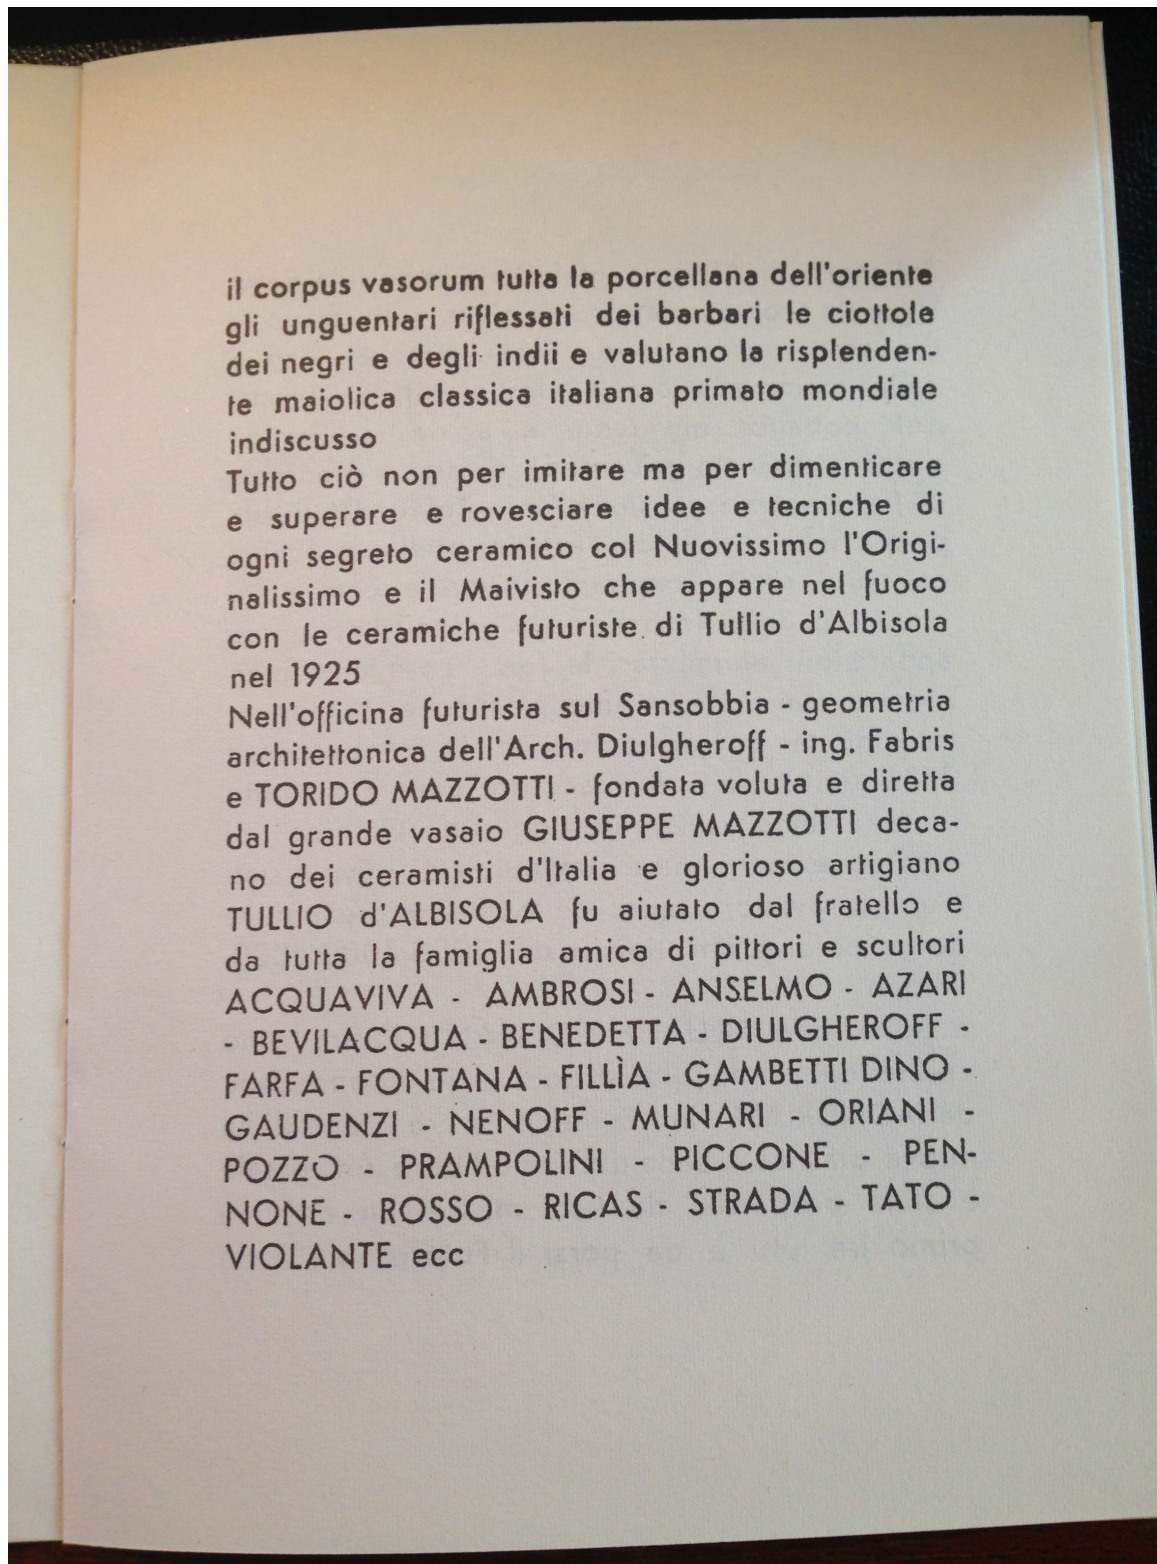 il corpus vasorum tutta la porcellana dell'oriente
gli unguentari riflessati dei barbari le ciottole
dei negri e degli indii e valutano la risplenden-
te maiolica classica italiana primato mondiale
indiscusso
Tutto ciò non per imitare ma per dimenticare
e superare e rovesciare idee e tecniche di
ogni segreto ceramico col Nuovissimo l'Origi-
nalissimo e il Maivisto che appare nel fuoco
con le ceramiche futuriste di Tullio d'Albisola
nel 1925
Nell'officina futurista sul Sansobbia - geometria
architettonica dell'Arch. Diulgheroff - ing. Fabris
e TORIDO MAZZOTTI - fondata voluta e diretta
dal grande vasaio GIUSEPPE MAZZOTTI deca-
no dei ceramisti d'Italia e glorioso artigiano
TULLIO d'ALBISOLA fu aiutato dal fratello e
da tutta la famiglia amica di pittori e scultori
ACQUAVIVA - AMBROSI - ANSELMO - AZARI
- BEVILACQUA - BENEDETTA - DIULGHEROFF -
FARFA - FONTANA - FILLÌA - GAMBETTI DINO -
GAUDENZI - NENOFF - MUNARI - ORIANI -
POZZO - PRAMPOLINI - PICCONE - PEN-
NONE - ROSSO - RICAS - STRADA - TATO -
VIOLANTE ecc